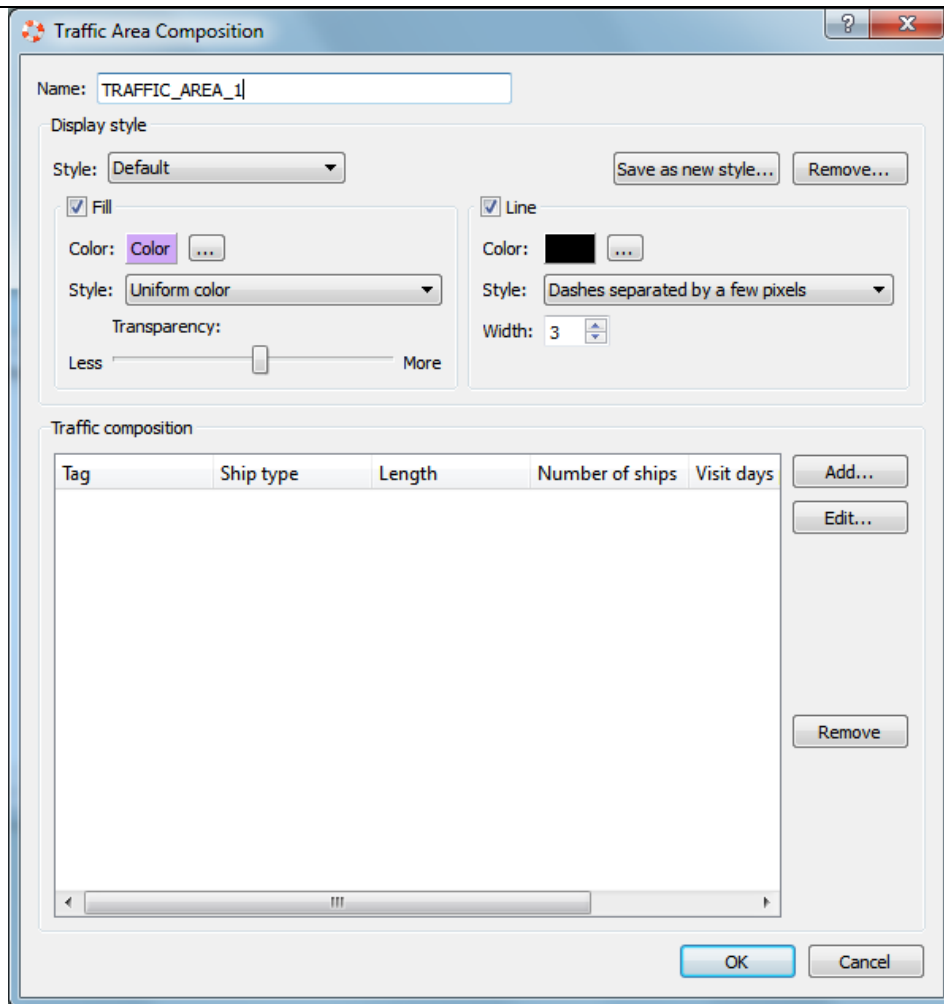 Traffic Area Composition
Name: TRAFFIC_AREA_1
Display style
Style: Default Save as new style... Remove...
Fill Line
Color: Color ... Color: ...
Style: Uniform color Style: Dashes separated by a few pixels
Transparency: Width: 3
Less More
Traffic composition
Tag Ship type Length Number of ships Visit days Add...
Edit...
Remove
OK Cancel